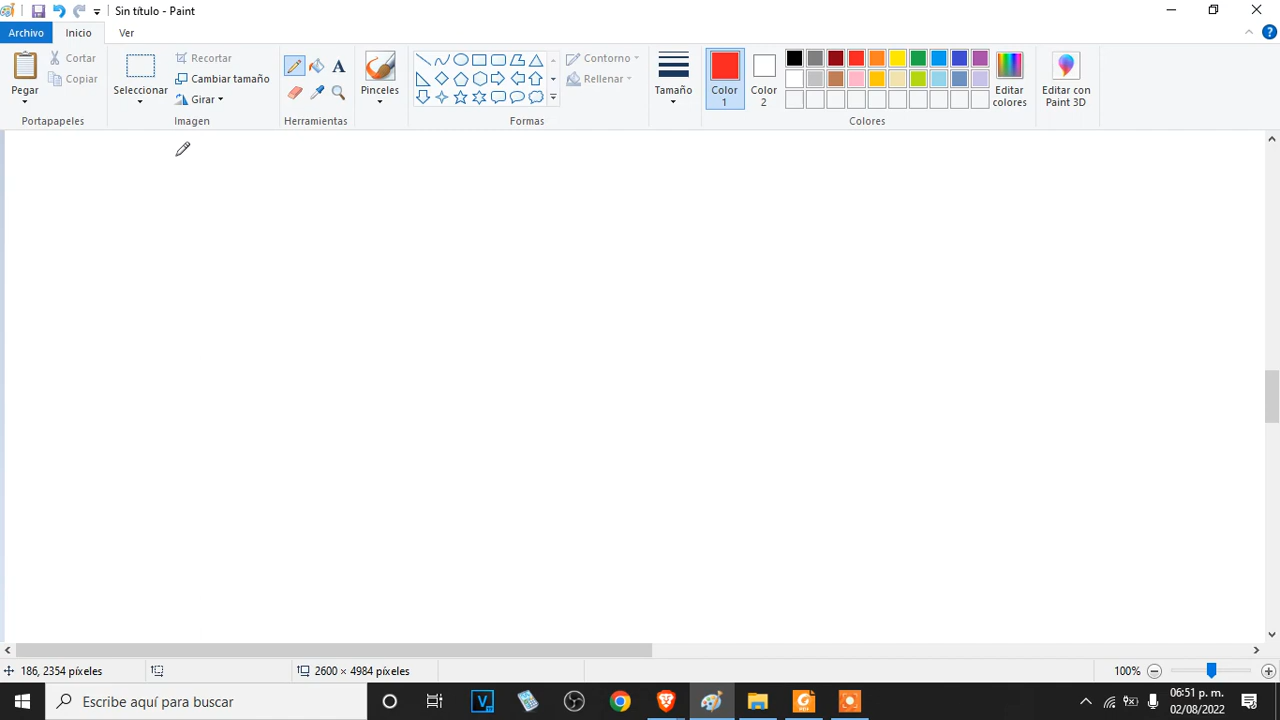 Sin título - Paint
Archivo Inicio Ver
Pegar
Cortar
Copiar
Portapapeles
Seleccionar
Recortar
Cambiar tamaño
Girar
Imagen
A
Herramientas
Pinceles
Contorno
Rellenar
Formas
Tamaño
Color 1
Color 2
Editar colores
Colores
Editar con Paint 3D
186, 2354 píxeles
2600 × 4984 píxeles
100%
Escribe aquí para buscar
06:51 p. m.
02/08/2022